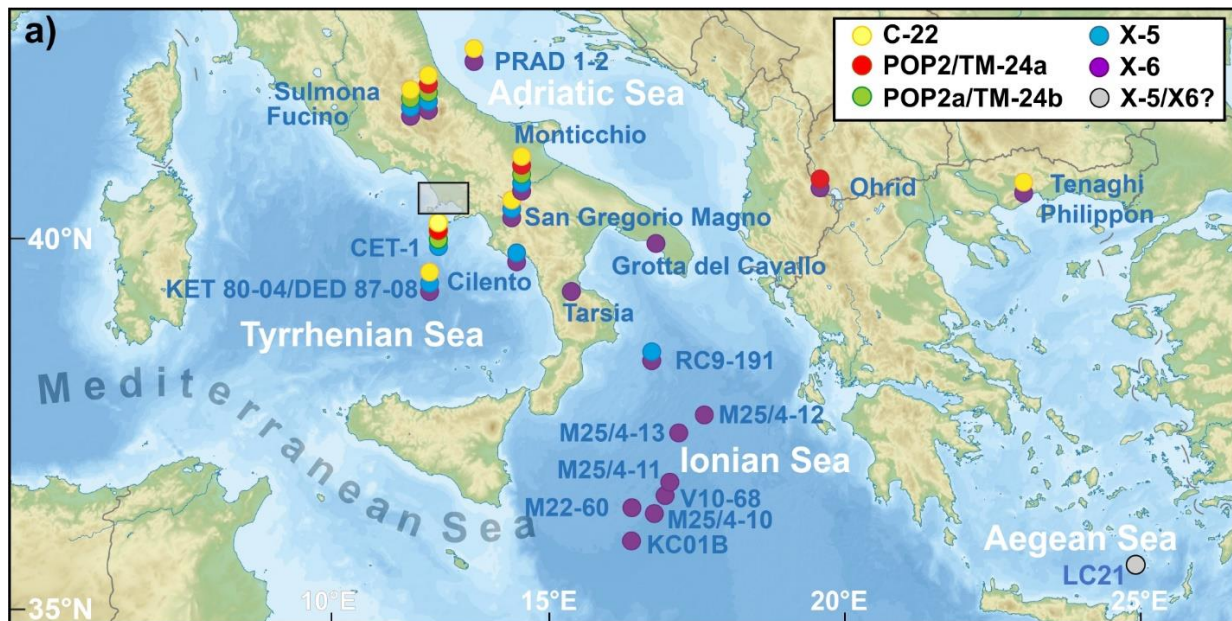 a)
C-22
X-5
POP2/TM-24a
X-6
POP2a/TM-24b
X-5/X6?
PRAD 1-2
Adriatic Sea
Sulmona
Fucino
Monticchio
Ohrid
Tenaghi
Philippon
San Gregorio Magno
40°N
CET-1
Grotta del Cavallo
KET 80-04/DED 87-08
Cilento
Tarsia
Tyrrhenian Sea
RC9-191
Mediterranean Sea
M25/4-12
M25/4-13
Ionian Sea
M25/4-11
V10-68
M22-60
M25/4-10
KC01B
Aegean Sea
LC21
35°N
10°E
15°E
20°E
25°E